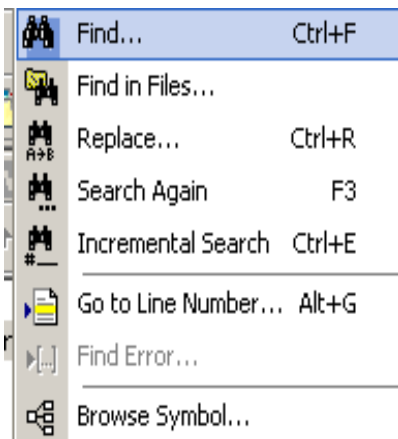 Find... Ctrl+F
Find in Files...
A→B Replace... Ctrl+R
Search Again F3
# Incremental Search Ctrl+E
Go to Line Number... Alt+G
[...] Find Error...
Browse Symbol...